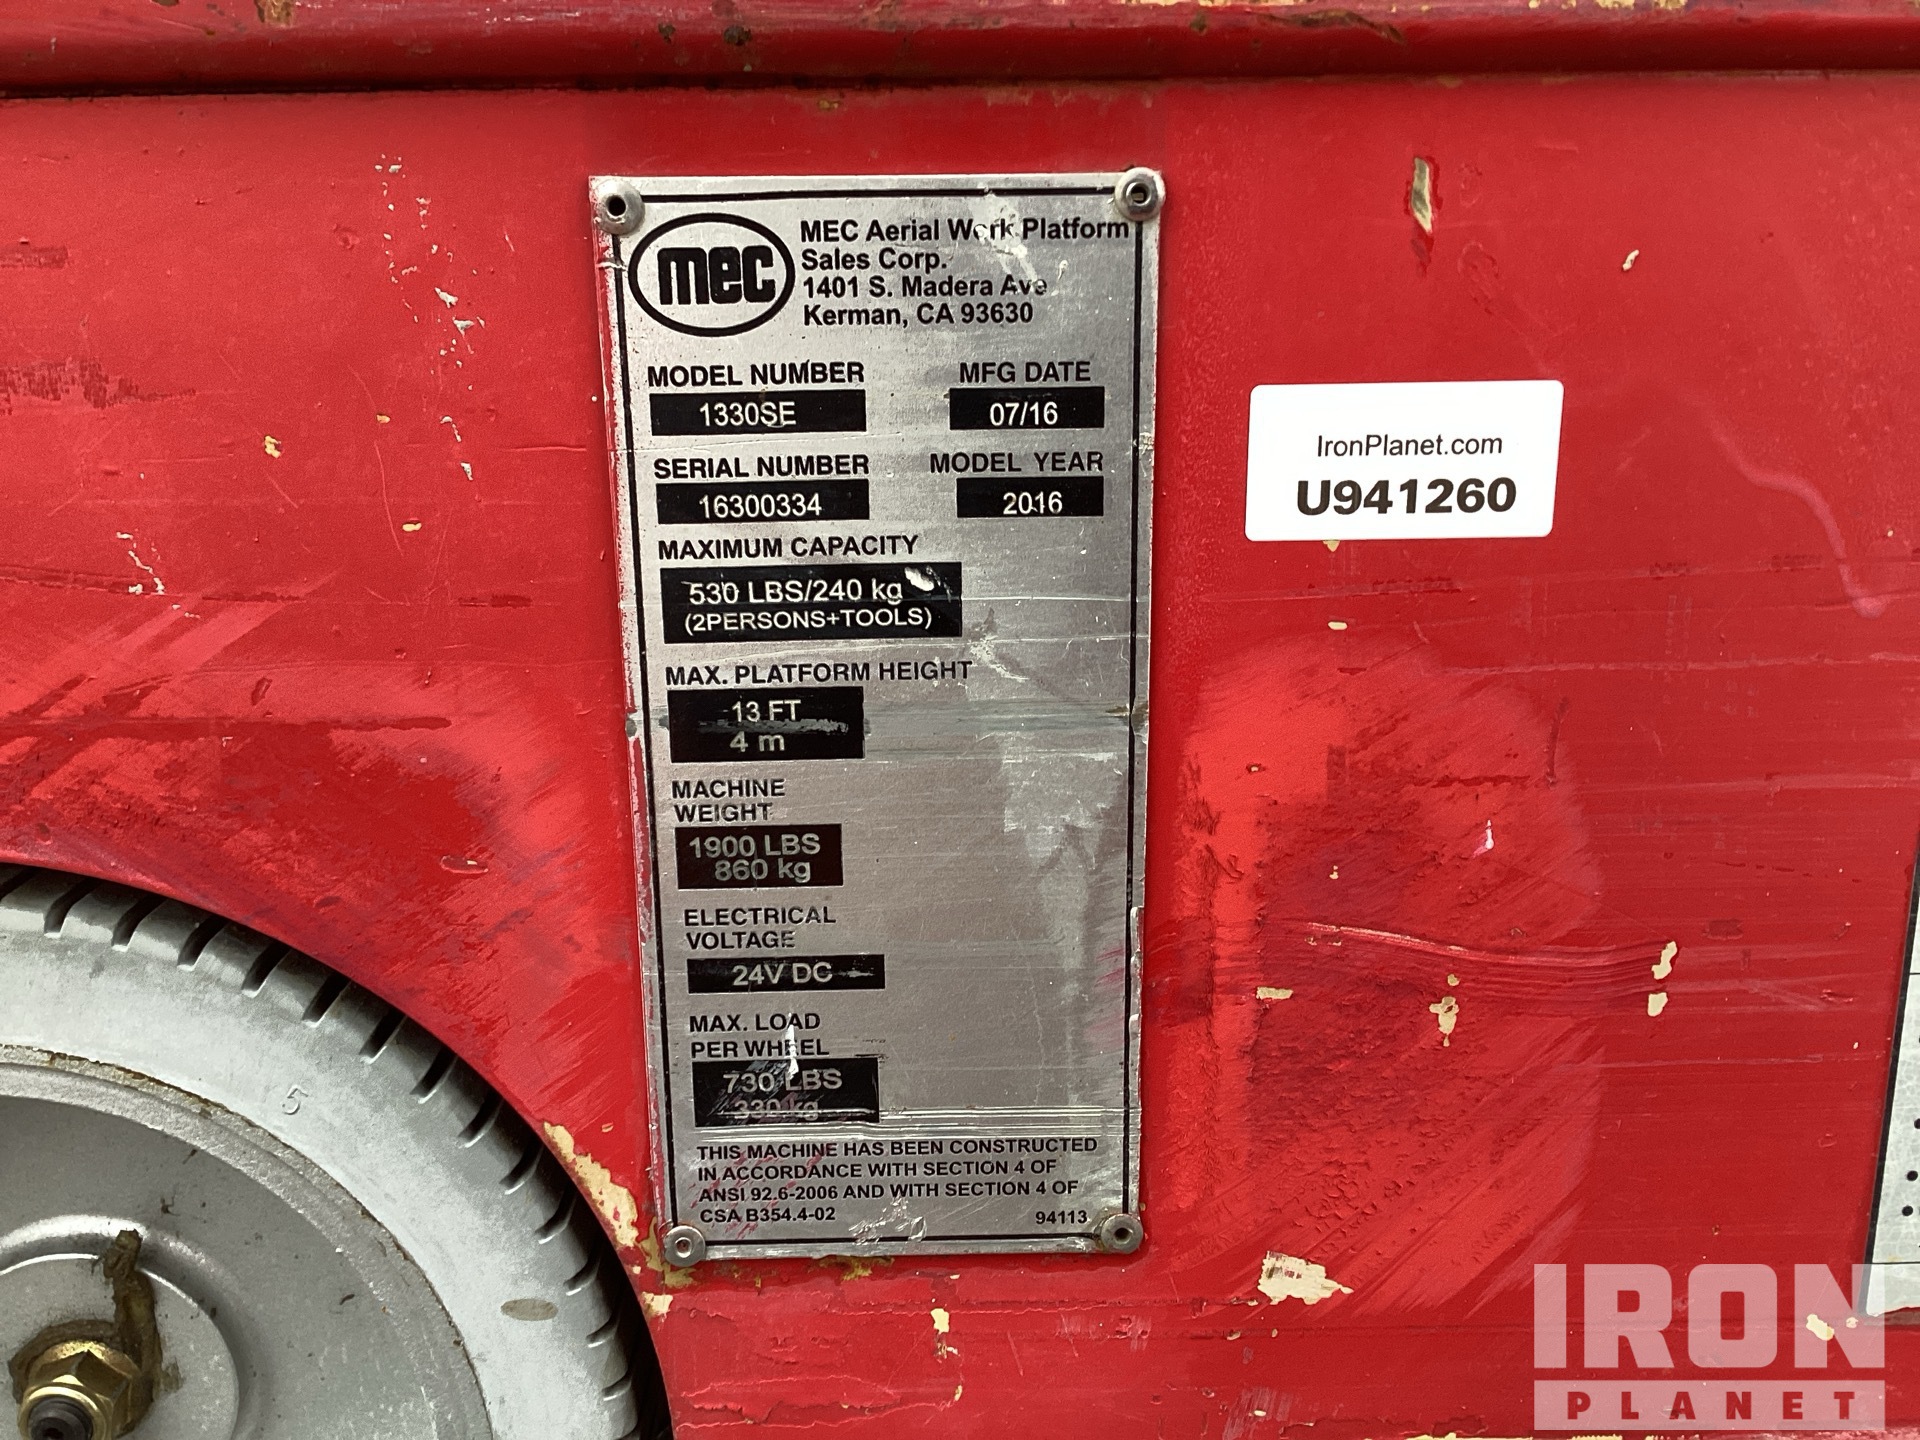 mec
MEC Aerial Work Platform
Sales Corp.
1401 S. Madera Ave
Kerman, CA 93630
MODEL NUMBER MFG DATE
1330SE 07/16
SERIAL NUMBER MODEL YEAR
16300334 2016
MAXIMUM CAPACITY
530 LBS/240 kg
(2PERSONS+TOOLS)
MAX. PLATFORM HEIGHT
13 FT
4 m
MACHINE
WEIGHT
1900 LBS
860 kg
ELECTRICAL
VOLTAGE
24V DC
MAX. LOAD
PER WHEEL
730 LBS
330 kg
THIS MACHINE HAS BEEN CONSTRUCTED
IN ACCORDANCE WITH SECTION 4 OF
ANSI 92.6-2006 AND WITH SECTION 4 OF
CSA B354.4-02 94113
IronPlanet.com
U941260
5
IRON
PLANET